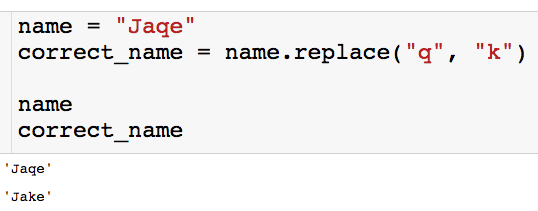 name = "Jaqe"
correct_name = name.replace("q", "k")
name
correct_name
'Jaqe'
'Jake'